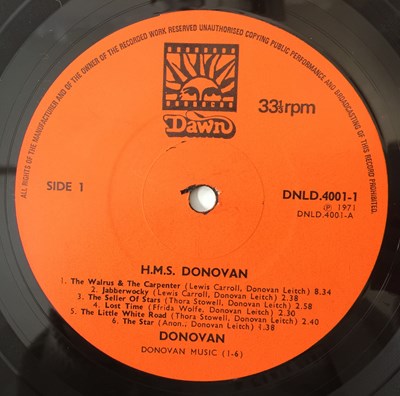 ALL RIGHTS OF THE MANUFACTURER AND OF THE OWNER OF THE RECORDED WORK RESERVED UNAUTHORISED COPYING PUBLIC PERFORMANCE AND BROADCASTING OF THIS RECORD PROHIBITED.
Dawn
33⅓ rpm
SIDE 1
DNLD.4001-1
℗ 1971
DNLD.4001-A
H.M.S. DONOVAN
1. The Walrus & The Carpenter (Lewis Carroll, Donovan Leitch) 8.34
2. Jabberwocky (Lewis Carroll, Donovan Leitch) 2.38
3. The Seller Of Stars (Thora Stowell, Donovan Leitch) 2.58
4. Lost Time (Ffrida Wolfe, Donovan Leitch) 2.30
5. The Little White Road (Thora Stowell, Donovan Leitch) 2.40
6. The Star (Anon., Donovan Leitch) 1.38
DONOVAN
DONOVAN MUSIC (1-6)